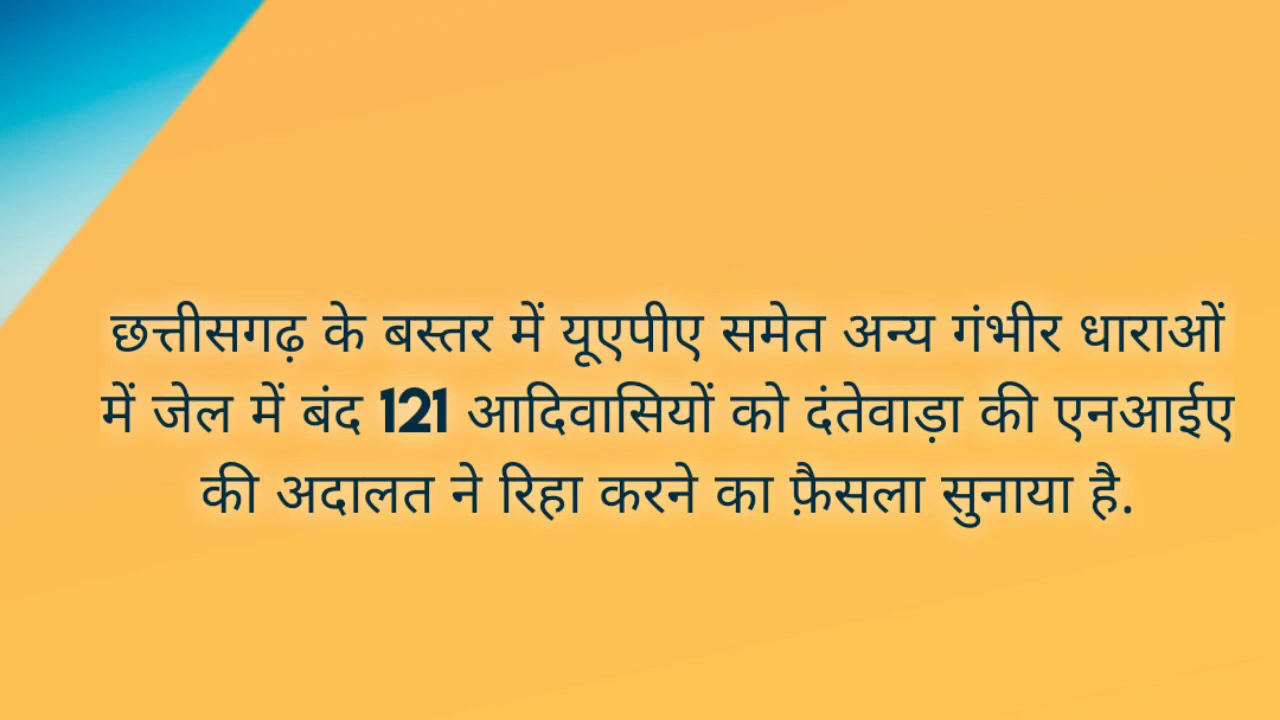 छत्तीसगढ़ के बस्तर में यूएपीए समेत अन्य गंभीर धाराओं
में जेल में बंद 121 आदिवासियों को दंतेवाड़ा की एनआईए
की अदालत ने रिहा करने का फ़ैसला सुनाया है.